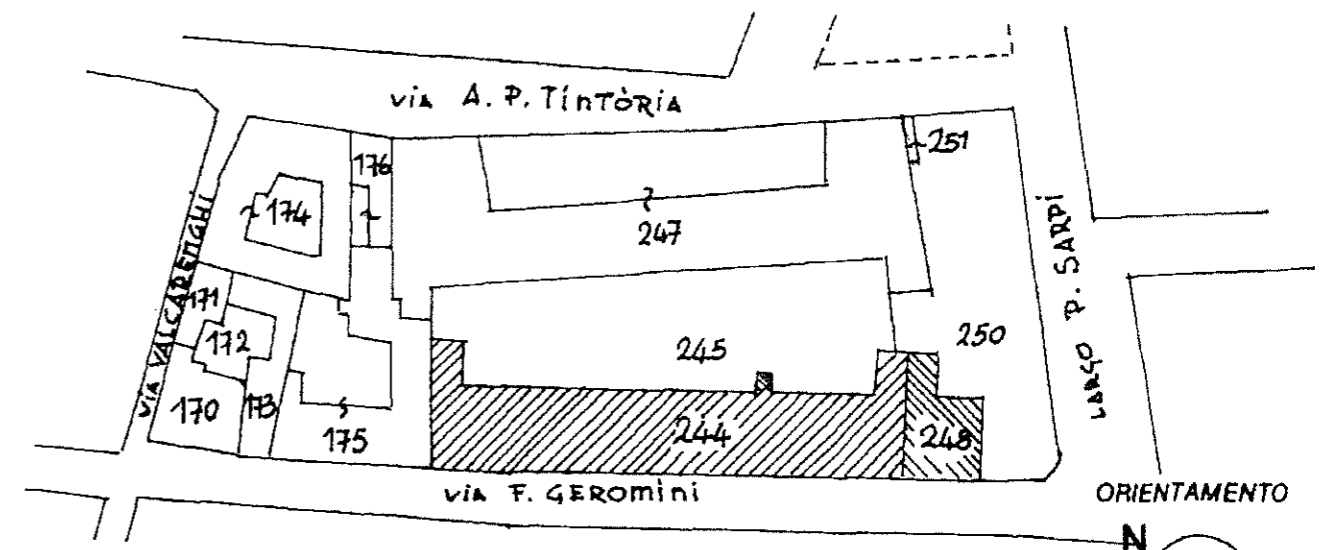 via A. P. TinTÒRiA
251
176
174
247
VIA VALCARENGHI
LARGO P. SARPI
171
172
245
250
170
173
175
244
248
via F. GEROmini
ORIENTAMENTO
N